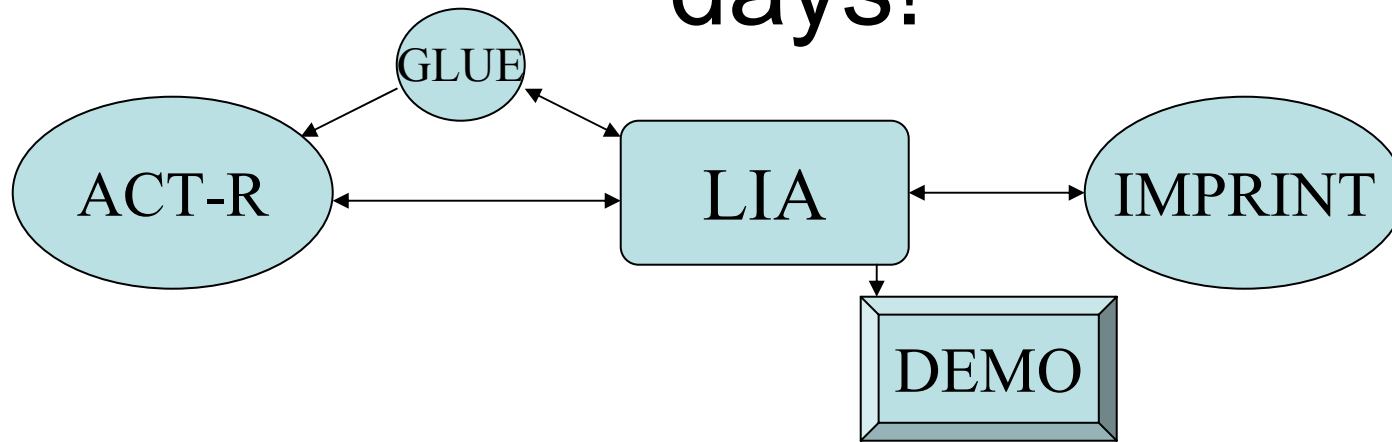 days!
GLUE
ACT-R
LIA
IMPRINT
DEMO